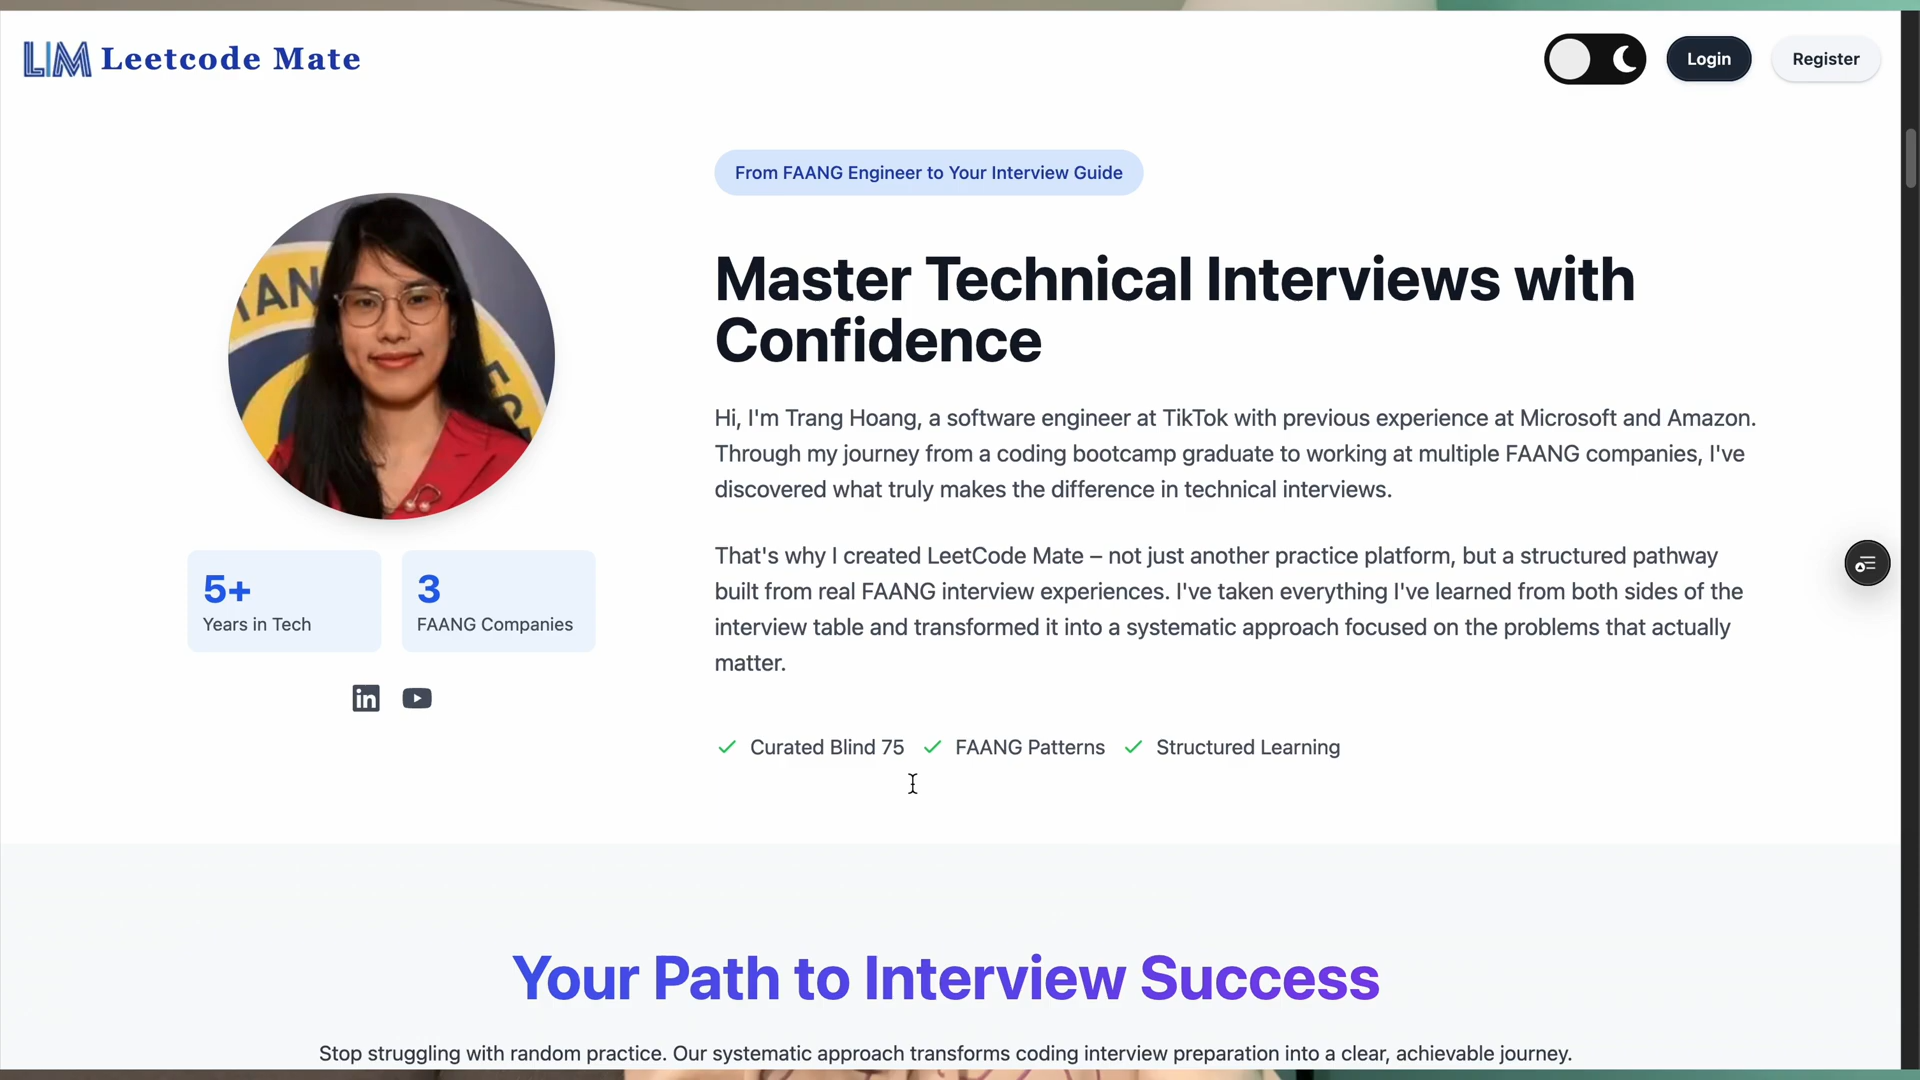 LIM Leetcode Mate
Login
Register
From FAANG Engineer to Your Interview Guide
Master Technical Interviews with
Confidence
Hi, I'm Trang Hoang, a software engineer at TikTok with previous experience at Microsoft and Amazon.
Through my journey from a coding bootcamp graduate to working at multiple FAANG companies, I've
discovered what truly makes the difference in technical interviews.
That's why I created LeetCode Mate – not just another practice platform, but a structured pathway
built from real FAANG interview experiences. I've taken everything I've learned from both sides of the
interview table and transformed it into a systematic approach focused on the problems that actually
matter.
5+
Years in Tech
3
FAANG Companies
in
Curated Blind 75
FAANG Patterns
Structured Learning
Your Path to Interview Success
Stop struggling with random practice. Our systematic approach transforms coding interview preparation into a clear, achievable journey.